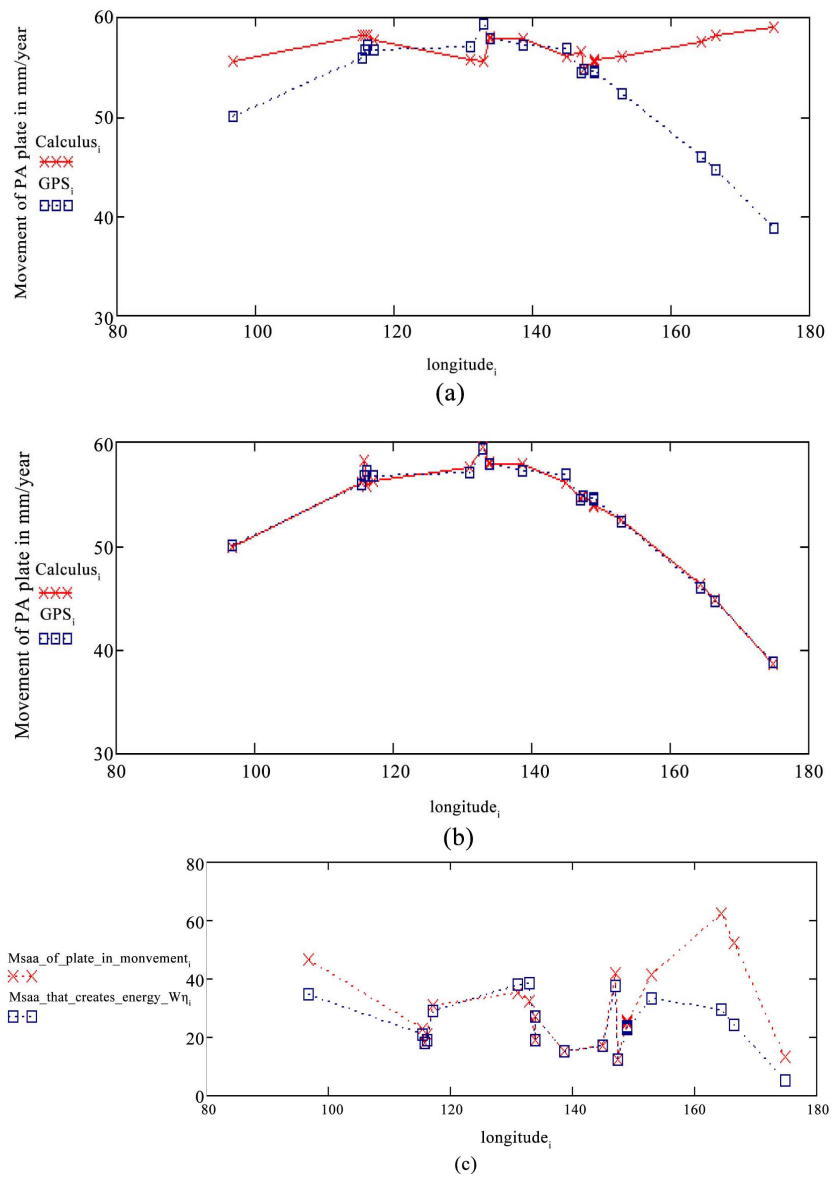 60
50
40
30
Movement of PA plate in mm/year
Calculus_i
GPS_i
80 100 120 140 160 180
longitude_i
(a)
60
50
40
30
Movement of PA plate in mm/year
Calculus_i
GPS_i
80 100 120 140 160 180
longitude_i
(b)
80
60
40
20
0
Msaa_of_plate_in_monvement_i
Msaa_that_creates_energy_Wη_i
80 100 120 140 160 180
longitude_i
(c)